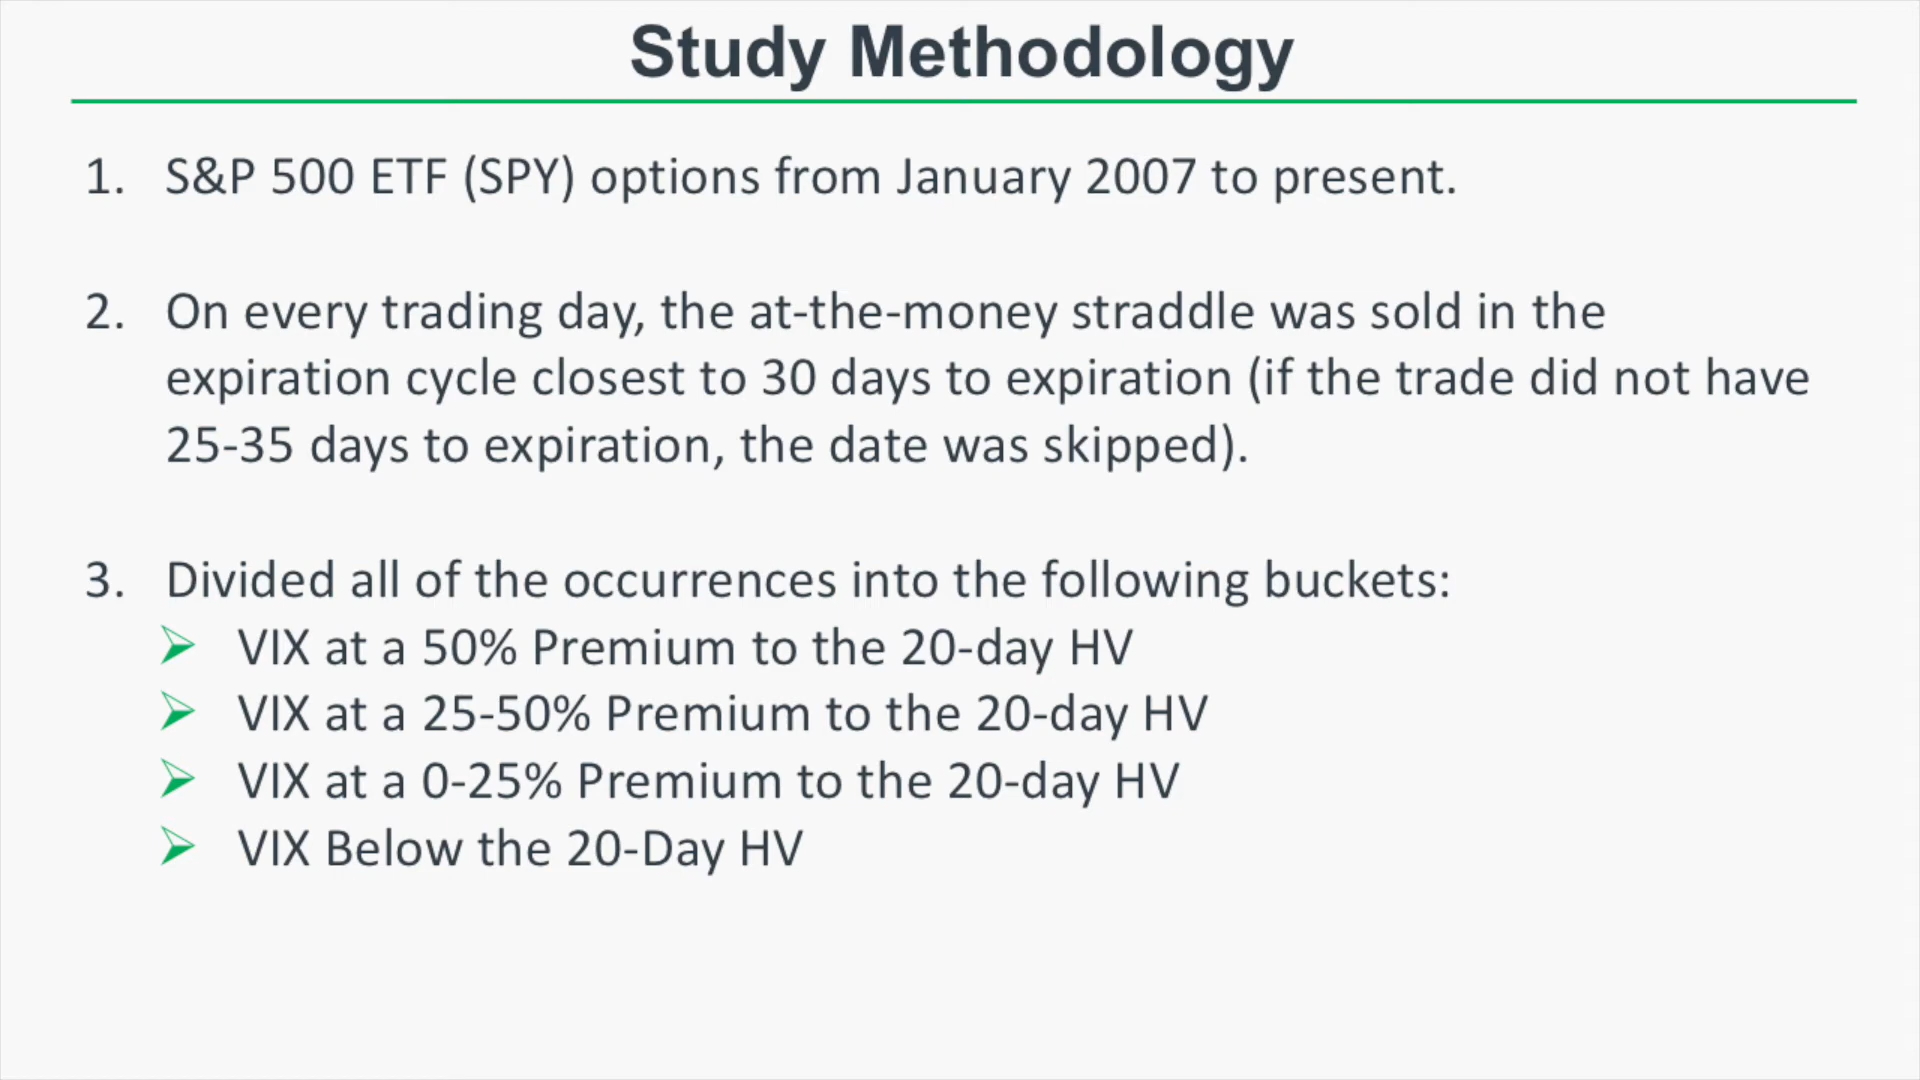 Study Methodology
1. S&P 500 ETF (SPY) options from January 2007 to present.
2. On every trading day, the at-the-money straddle was sold in the
expiration cycle closest to 30 days to expiration (if the trade did not have
25-35 days to expiration, the date was skipped).
3. Divided all of the occurrences into the following buckets:
VIX at a 50% Premium to the 20-day HV
VIX at a 25-50% Premium to the 20-day HV
VIX at a 0-25% Premium to the 20-day HV
VIX Below the 20-Day HV